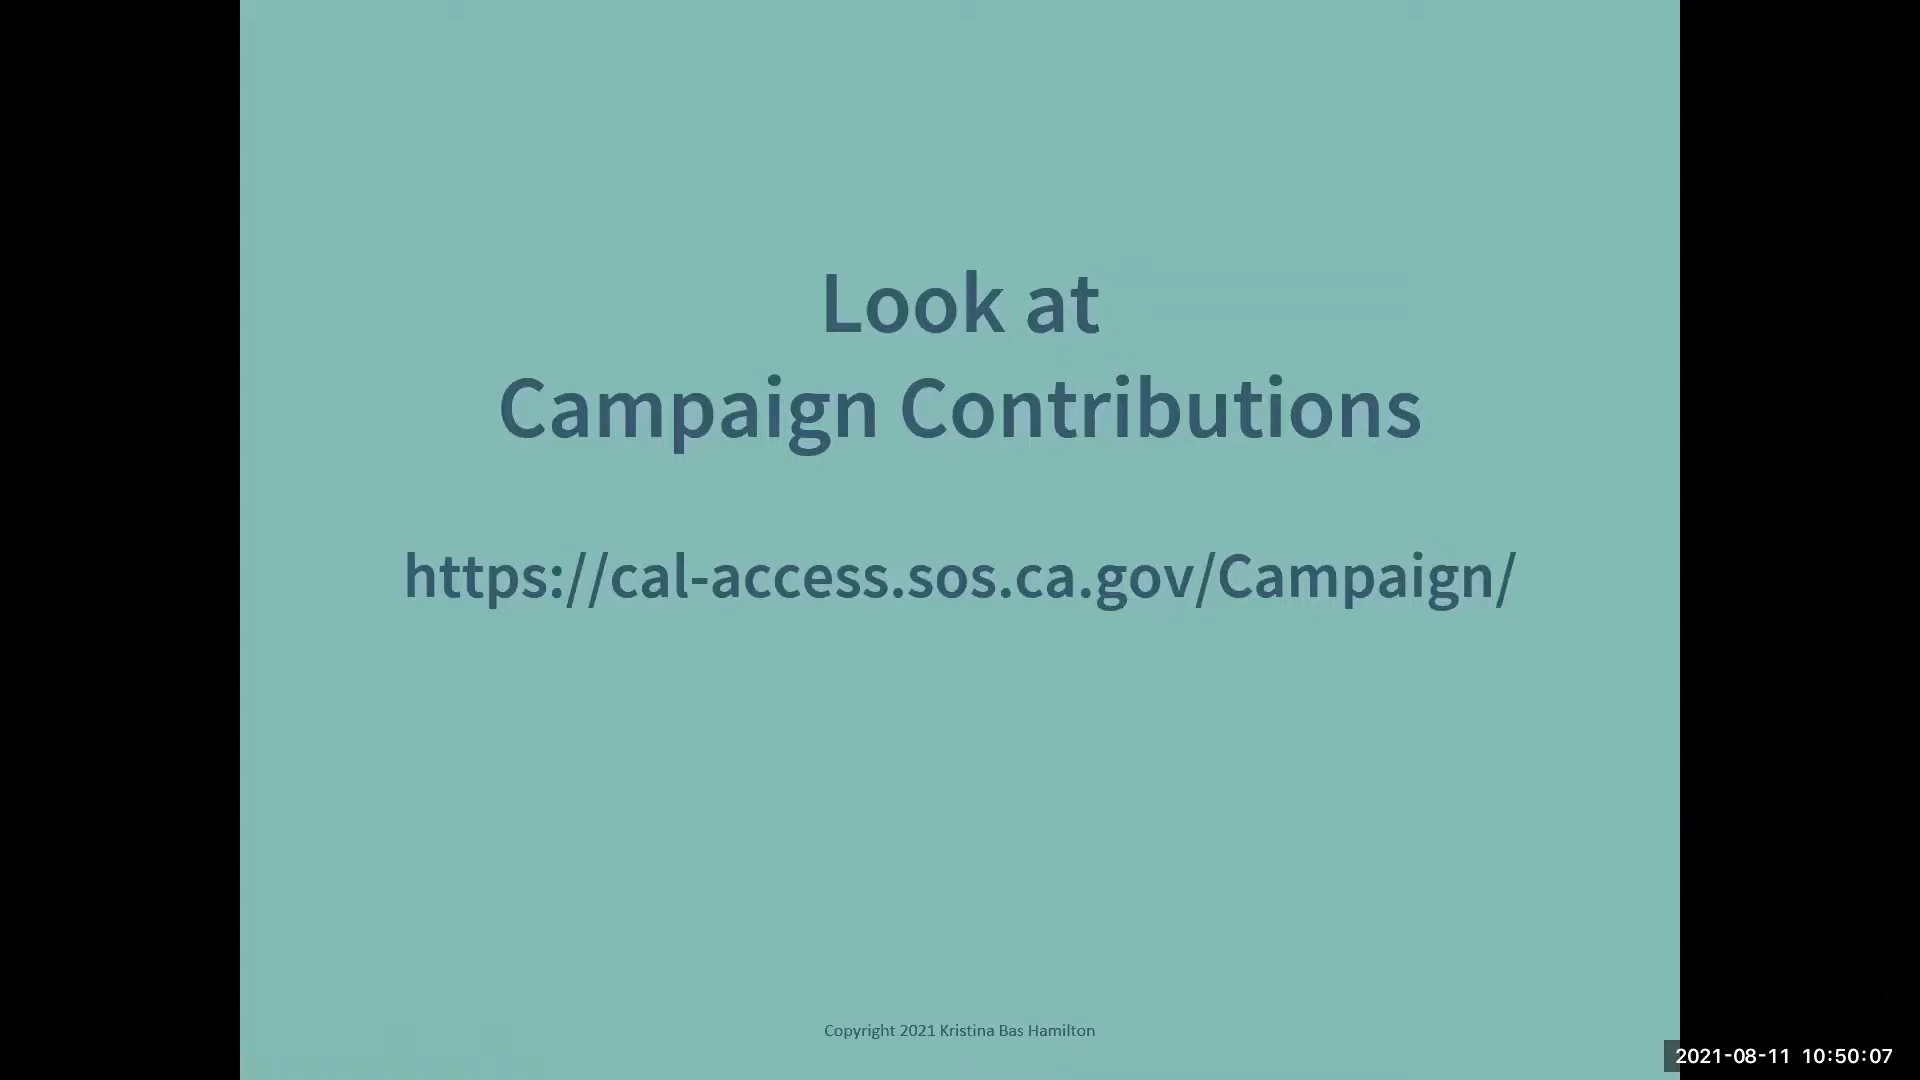 Look at
Campaign Contributions
https://cal-access.sos.ca.gov/Campaign/
Copyright 2021 Kristina Bas Hamilton
2021-08-11 10:50:07